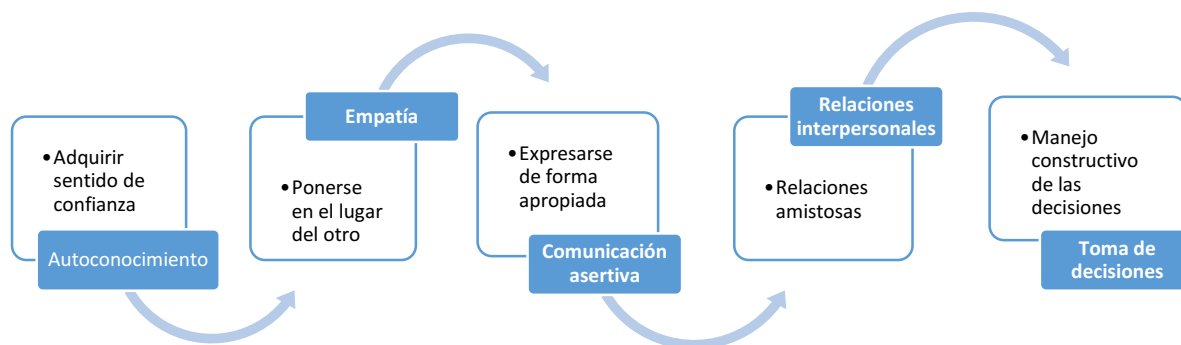 •Adquirir
sentido de
confianza
Autoconocimiento
Empatía
•Ponerse
en el lugar
del otro
•Expresarse
de forma
apropiada
Comunicación
asertiva
Relaciones
interpersonales
•Relaciones
amistosas
•Manejo
constructivo
de las
decisiones
Toma de
decisiones